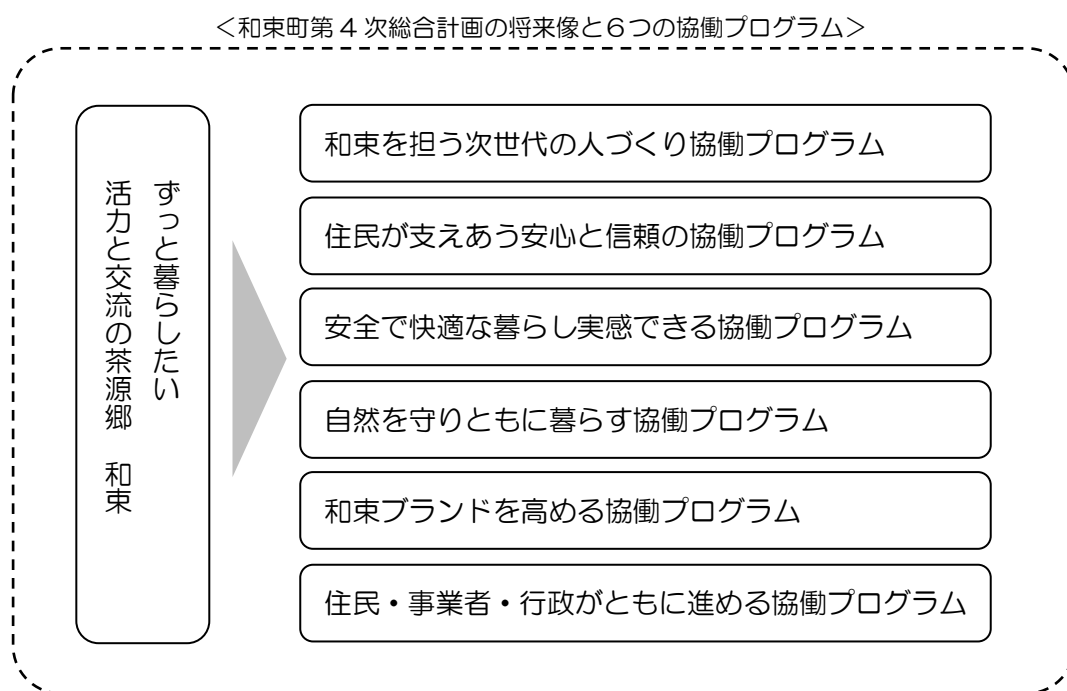 ＜和束町第４次総合計画の将来像と６つの協働プログラム＞
ずっと暮らしたい
活力と交流の茶源郷　和束
和束を担う次世代の人づくり協働プログラム
住民が支えあう安心と信頼の協働プログラム
安全で快適な暮らし実感できる協働プログラム
自然を守りともに暮らす協働プログラム
和束ブランドを高める協働プログラム
住民・事業者・行政がともに進める協働プログラム